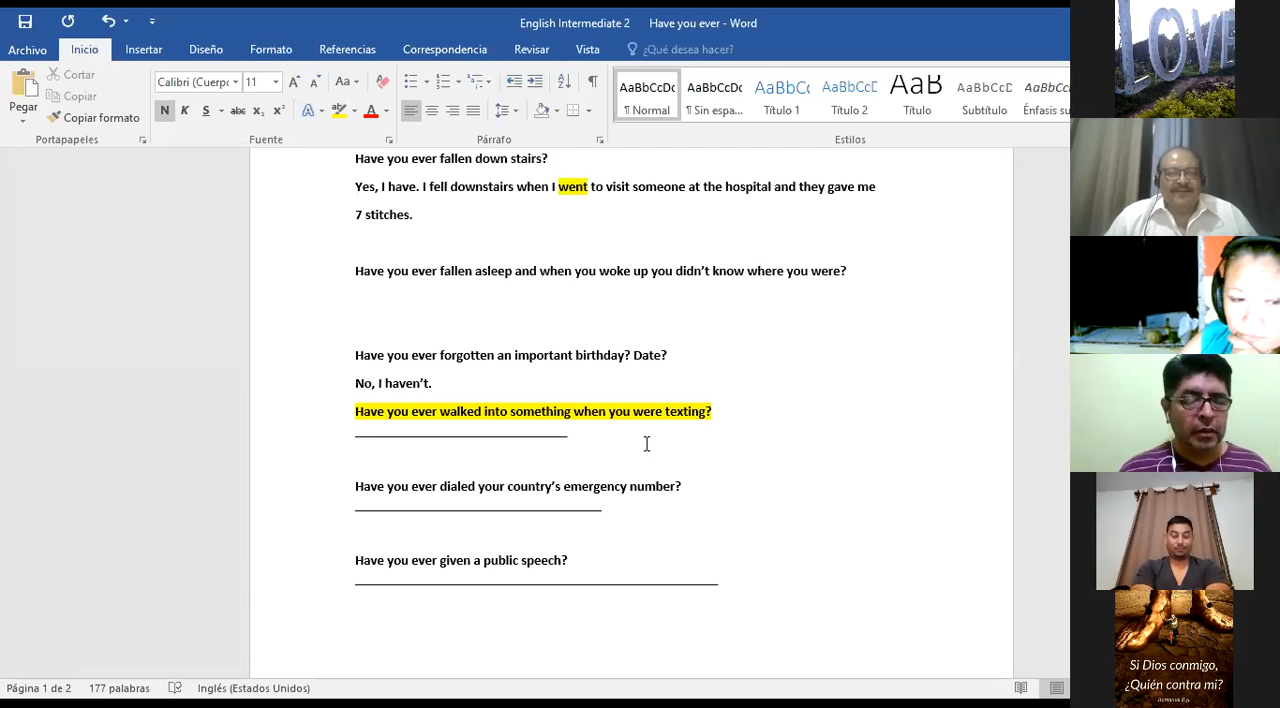 English Intermediate 2 Have you ever - Word
Archivo Inicio Insertar Diseño Formato Referencias Correspondencia Revisar Vista ¿Qué desea hacer?
Pegar
Cortar
Copiar
Copiar formato
Portapapeles
Calibri (Cuerpo 11
N K S abc x₂ x²
Fuente
Párrafo
AaBbCcDc AaBbCcDc AaBbCc AaBbCcC AaB AaBbCcD AaBbCcDc
¶ Normal ¶ Sin espa... Título 1 Título 2 Título Subtítulo Énfasis su
Estilos
Have you ever fallen down stairs?
Yes, I have. I fell downstairs when I went to visit someone at the hospital and they gave me
7 stitches.
Have you ever fallen asleep and when you woke up you didn’t know where you were?
Have you ever forgotten an important birthday? Date?
No, I haven’t.
Have you ever walked into something when you were texting?
Have you ever dialed your country’s emergency number?
Have you ever given a public speech?
Página 1 de 2 177 palabras Inglés (Estados Unidos)
LOVE
Si Dios conmigo,
¿Quién contra mi?